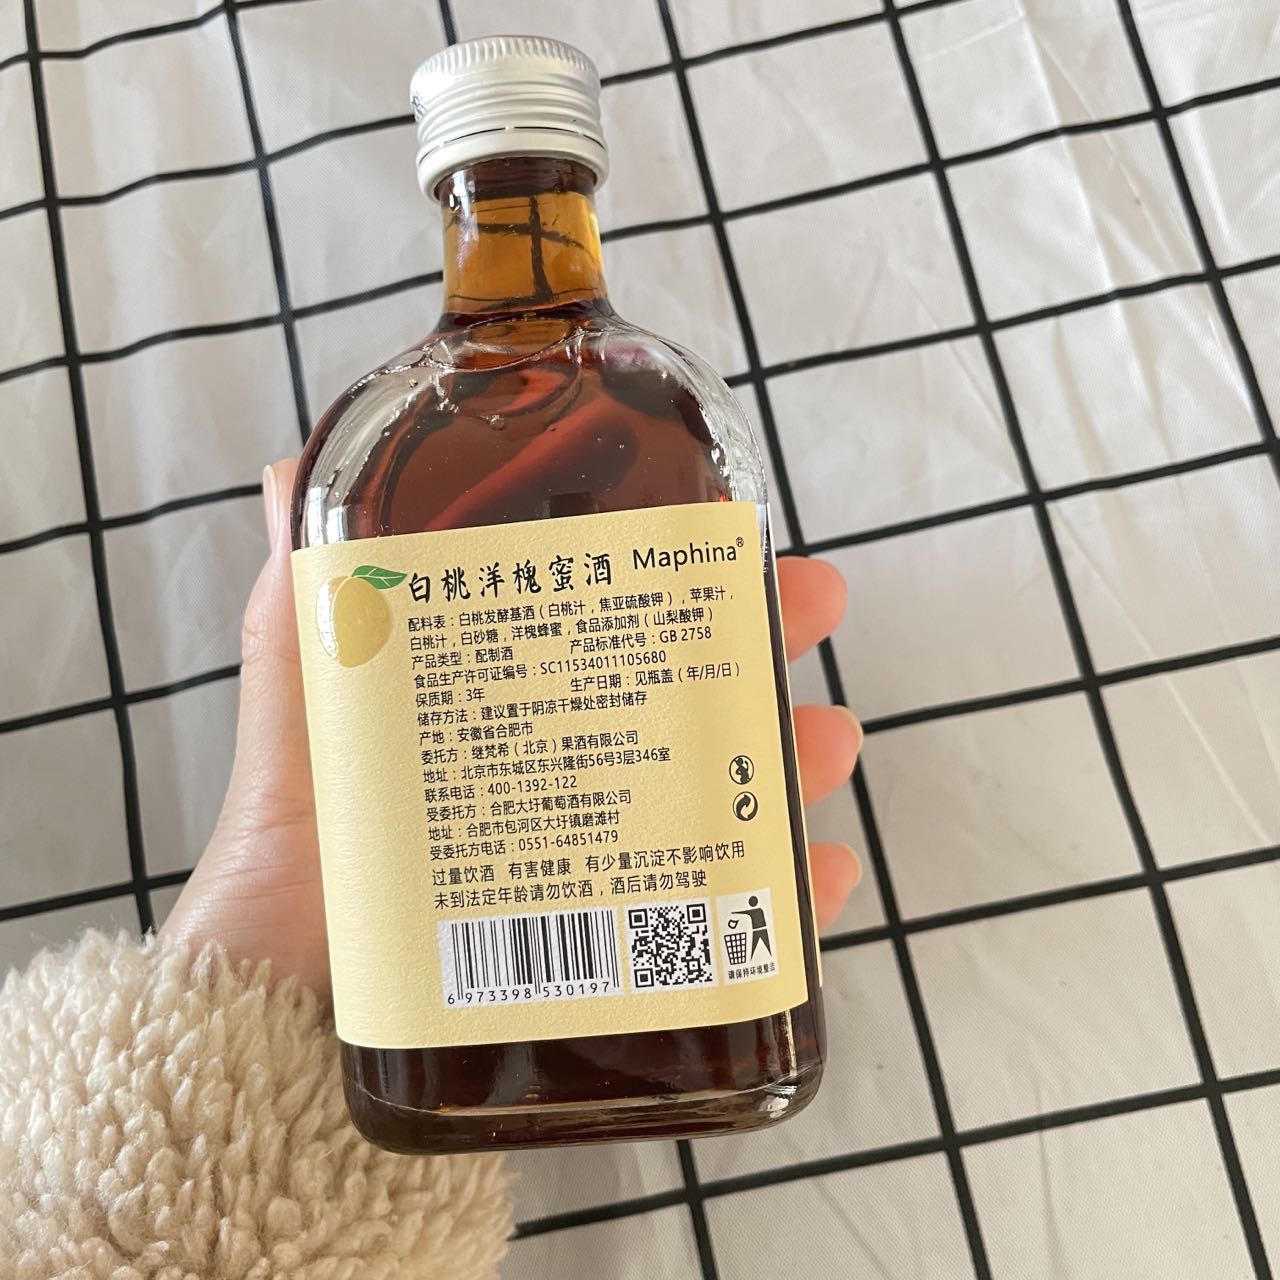 白桃洋槐蜜酒 Maphina®
配料表：白桃发酵基酒（白桃汁，焦亚硫酸钾），苹果汁，
白桃汁，白砂糖，洋槐蜂蜜，食品添加剂（山梨酸钾）
产品类型：配制酒 产品标准代号：GB 2758
食品生产许可证编号：SC11534011105680
保质期：3年 生产日期：见瓶盖（年/月/日）
储存方法：建议置于阴凉干燥处密封储存
产地：安徽省合肥市
委托方：继梵希（北京）果酒有限公司
地址：北京市东城区东兴隆街56号3层346室
联系电话：400-1392-122
受委托方：合肥大圩葡萄酒有限公司
地址：合肥市包河区大圩镇磨滩村
受委托方电话：0551-64851479
过量饮酒 有害健康 有少量沉淀不影响饮用
未到法定年龄请勿饮酒，酒后请勿驾驶
6 973398 530197
请保持环境整洁